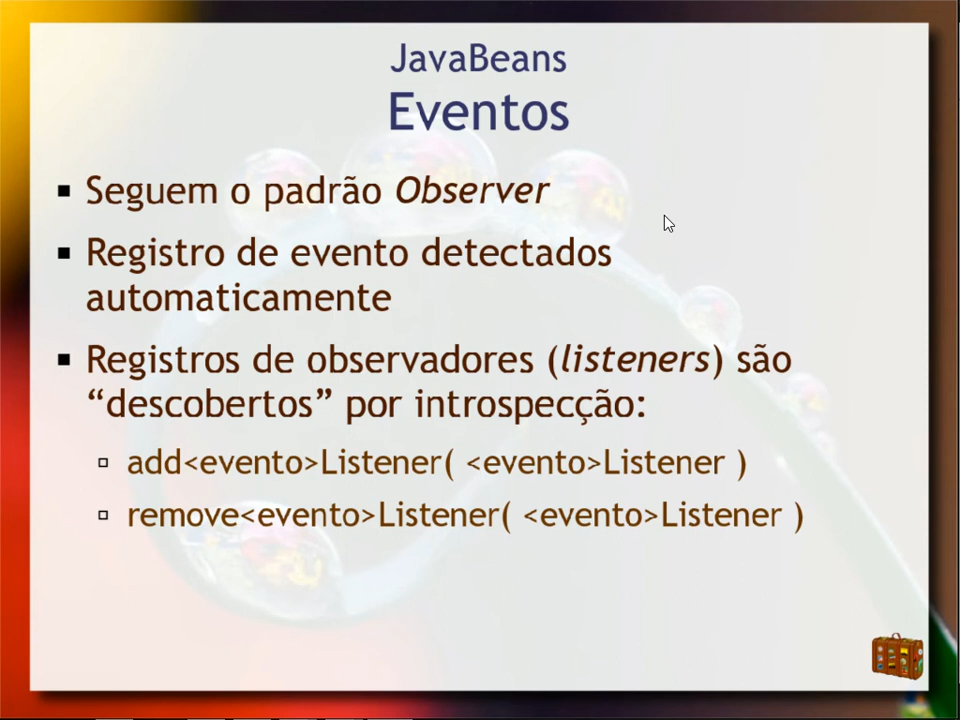 JavaBeans
Eventos
Seguem o padrão Observer
Registro de evento detectados
automaticamente
Registros de observadores (listeners) são
“descobertos” por introspecção:
add<evento>Listener( <evento>Listener )
remove<evento>Listener( <evento>Listener )